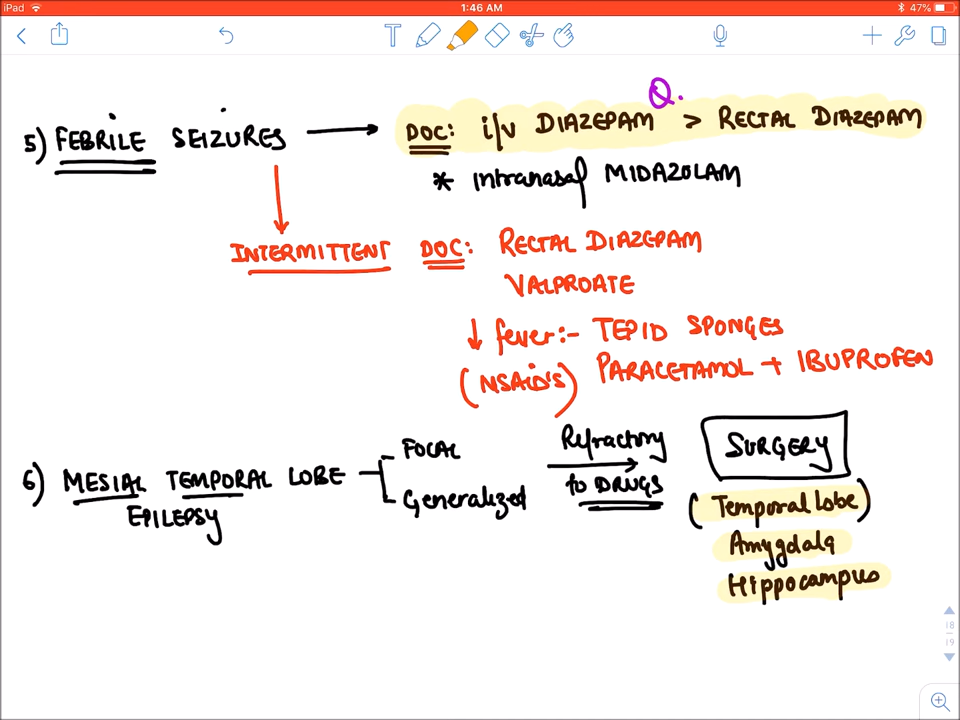 iPad 1:46 AM 47%
T
Q.
5) FEBRILE SEIZURES → DOC: i/v DIAZEPAM > RECTAL DIAZEPAM
* Intranasal MIDAZOLAM
INTERMITTENT DOC: RECTAL DIAZEPAM
VALPROATE
↓ fever:- TEPID SPONGES
(NSAiD'S) PARACETAMOL + IBUPROFEN
6) MESIAL TEMPORAL LOBE
EPILEPSY
FOCAL
Generalized
Refractory
to DRUGS
SURGERY
(Temporal lobe)
Amygdala
Hippocampus
18
19